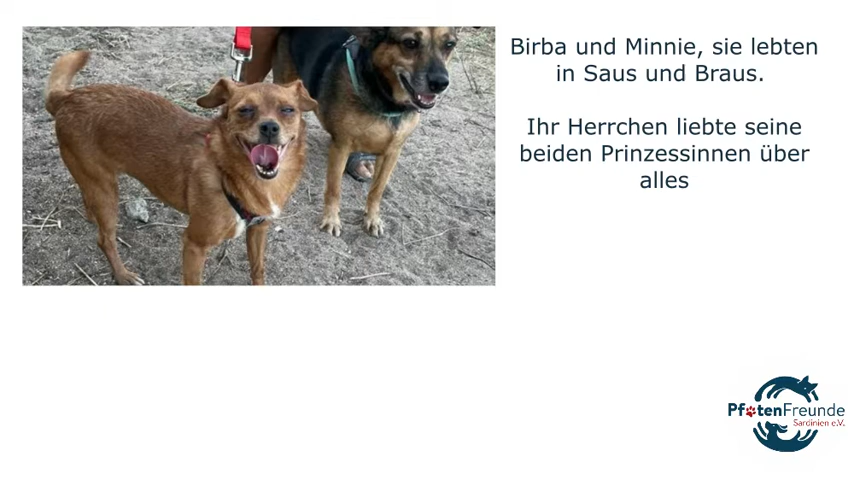 Birba und Minnie, sie lebten
in Saus und Braus.
Ihr Herrchen liebte seine
beiden Prinzessinnen über
alles
PfotenFreunde
Sardinien e.V.